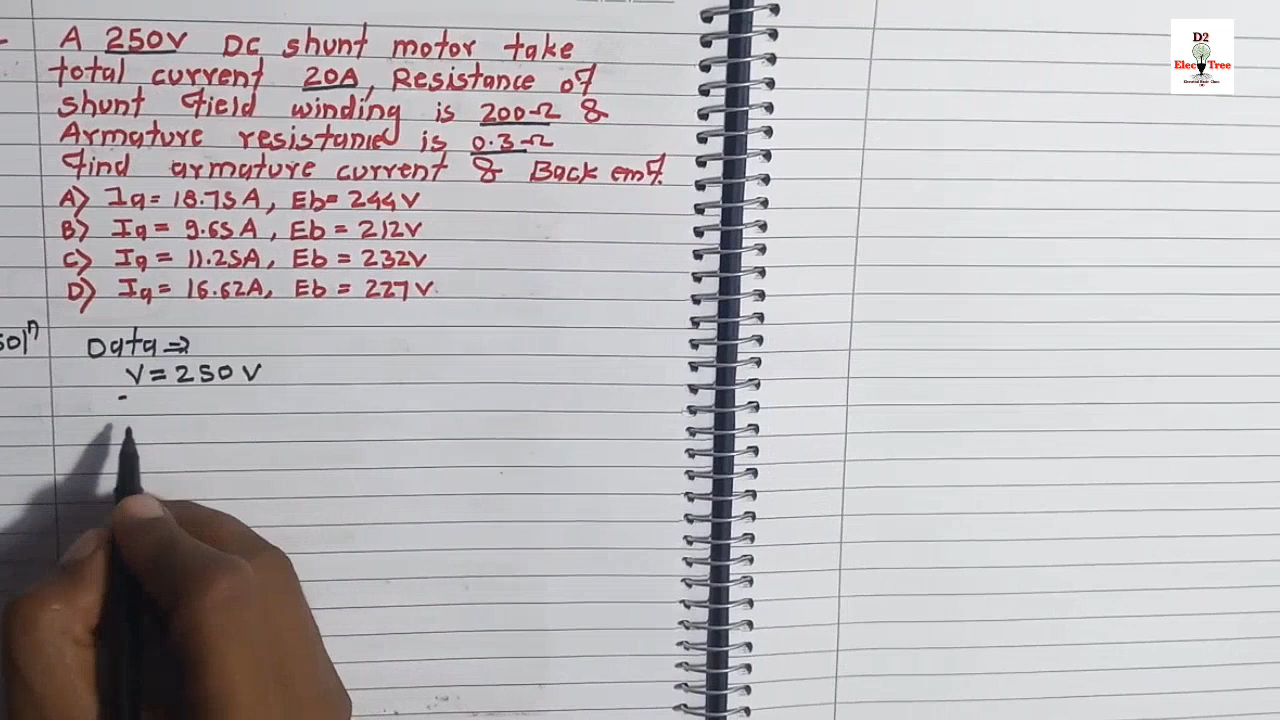 A 250V DC shunt motor take
total current 20A, Resistance of
shunt field winding is 200Ω &
Armature resistance is 0.3Ω
find armature current & Back emf.
A) Ia = 18.75A, Eb= 244V
B) Ia = 9.65A, Eb = 212V
C) Ia = 11.25A, Eb = 232V
D) Ia = 16.62A, Eb = 227V.
Solⁿ Data ⇒
V = 250V
D2
Elec Tree